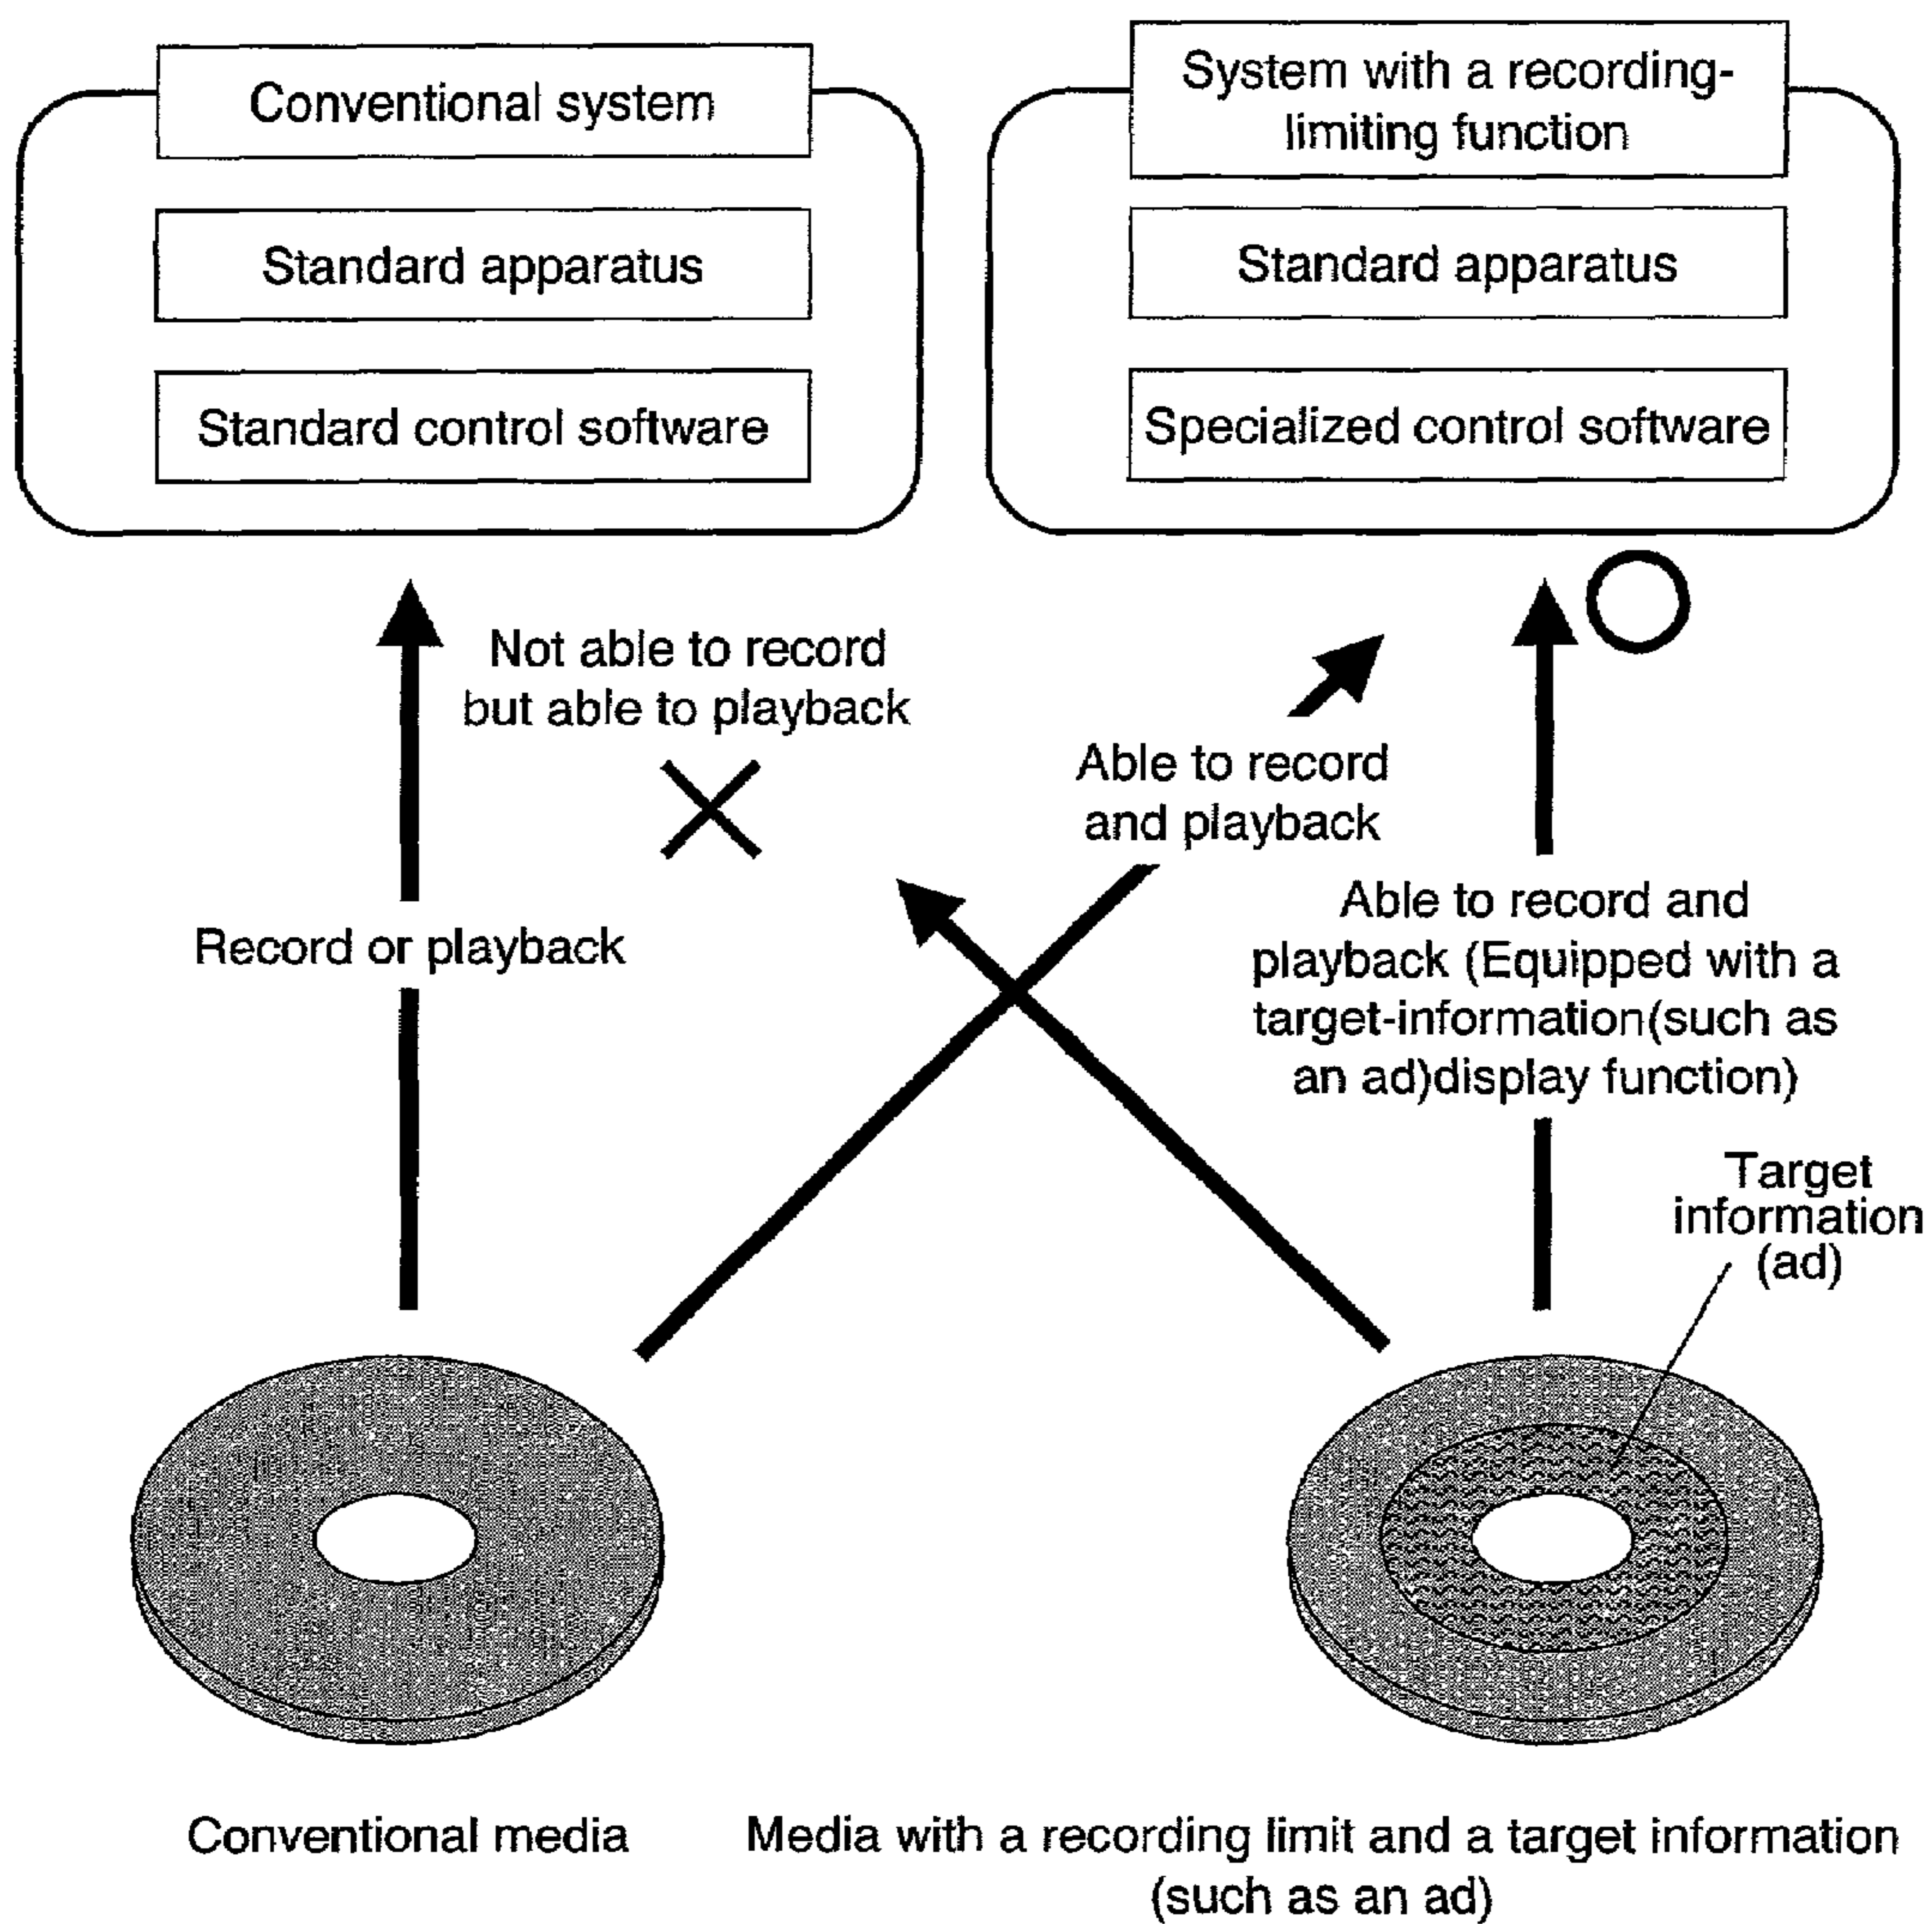 Conventional system
Standard apparatus
Standard control software
System with a recording-
limiting function
Standard apparatus
Specialized control software
Not able to record
but able to playback
Able to record
and playback
Record or playback
Able to record and
playback (Equipped with a
target-information(such as
an ad)display function)
Target
information
(ad)
Conventional media
Media with a recording limit and a target information
(such as an ad)